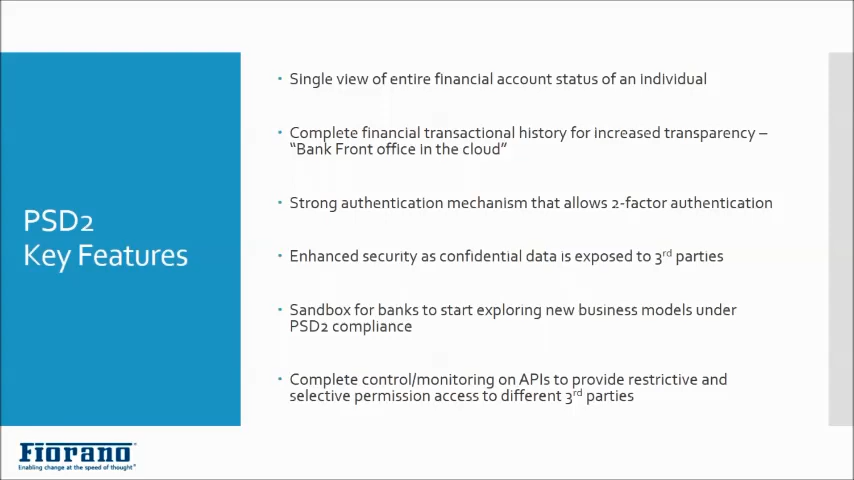 PSD2
Key Features
• Single view of entire financial account status of an individual
• Complete financial transactional history for increased transparency –
“Bank Front office in the cloud”
• Strong authentication mechanism that allows 2-factor authentication
• Enhanced security as confidential data is exposed to 3rd parties
• Sandbox for banks to start exploring new business models under
PSD2 compliance
• Complete control/monitoring on APIs to provide restrictive and
selective permission access to different 3rd parties
Fiorano
Enabling change at the speed of thought